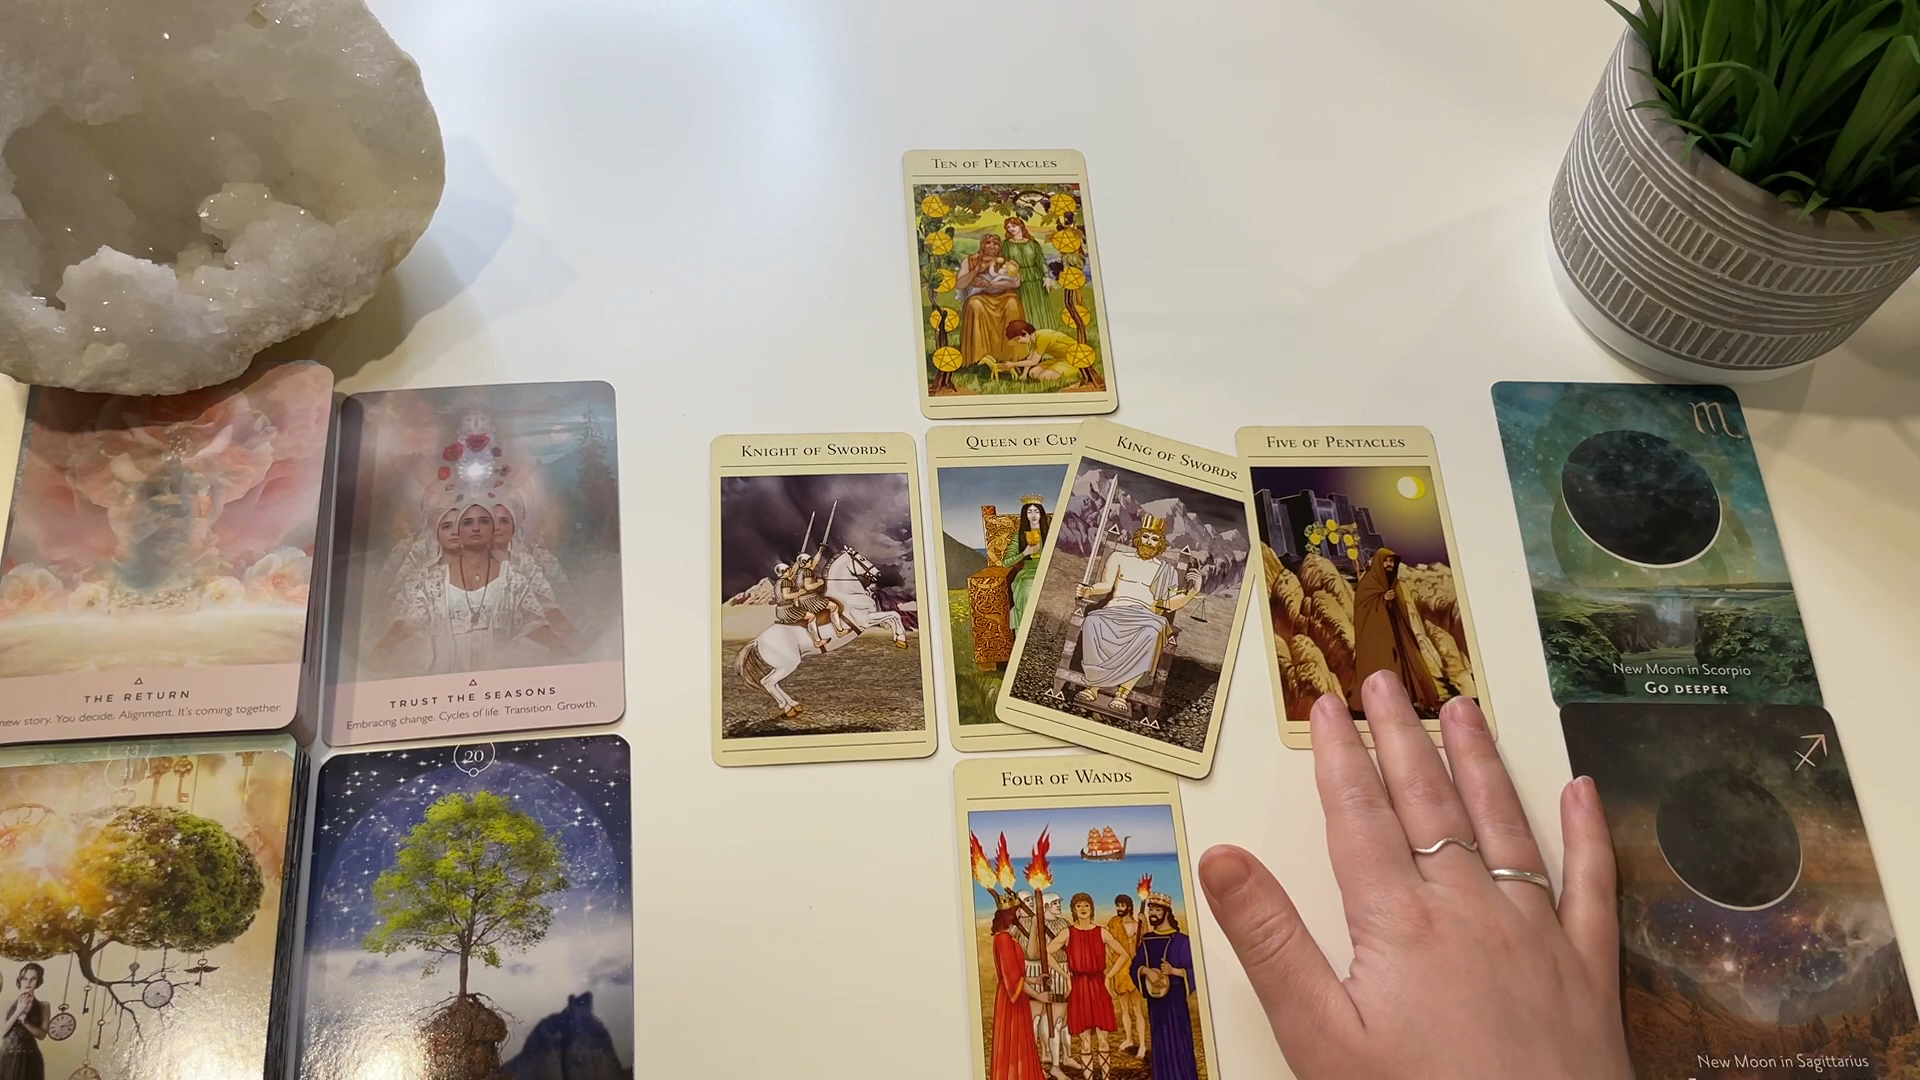 TEN OF PENTACLES
KNIGHT OF SWORDS
QUEEN OF CUP
KING OF SWORDS
FIVE OF PENTACLES
FOUR OF WANDS
THE RETURN
new story. You decide. Alignment. It's coming together.
TRUST THE SEASONS
Embracing change. Cycles of life. Transition. Growth.
33
20
New Moon in Scorpio
GO DEEPER
New Moon in Sagittarius